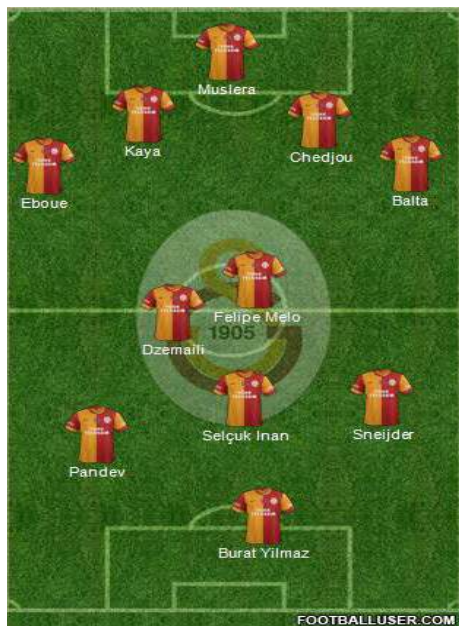 Muslera
Kaya
Chedjou
Eboue
Balta
Felipe Melo
1905
Dzemaili
Selçuk Inan
Sneijder
Pandev
Burat Yilmaz
FOOTBALLUSER.COM